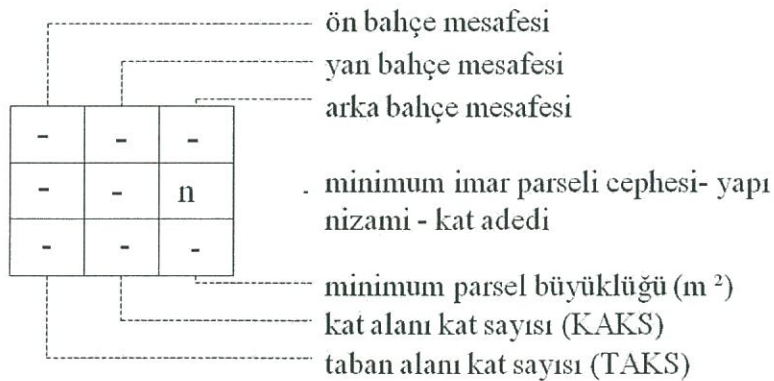 ön bahçe mesafesi
yan bahçe mesafesi
arka bahçe mesafesi
- - -
- - n
- - -
- minimum imar parseli cephesi- yapı
nizami - kat adedi
minimum parsel büyüklüğü (m ²)
kat alanı kat sayısı (KAKS)
taban alanı kat sayısı (TAKS)